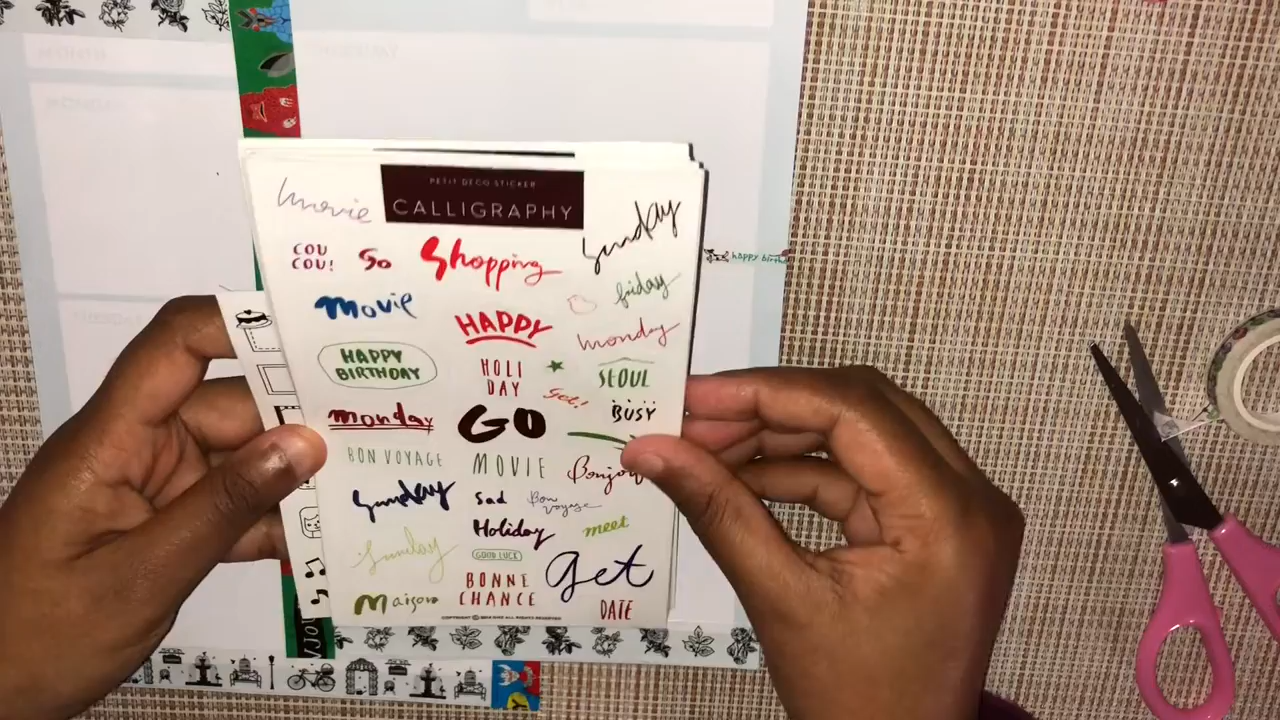 PETIT DECO STICKER
CALLIGRAPHY
movie
Sunday
COU
COU!
So
Shopping
friday
Movie
HAPPY
monday
HAPPY
BIRTHDAY
HOLI
DAY
SEOUL
Get!
BUSY
monday
GO
BON VOYAGE
MOVIE
Sunday
Sad
Bon
voyage
Holiday
meet
Sunday
GOOD LUCK
get
BONNE
CHANCE
Maison
DATE
happy birth